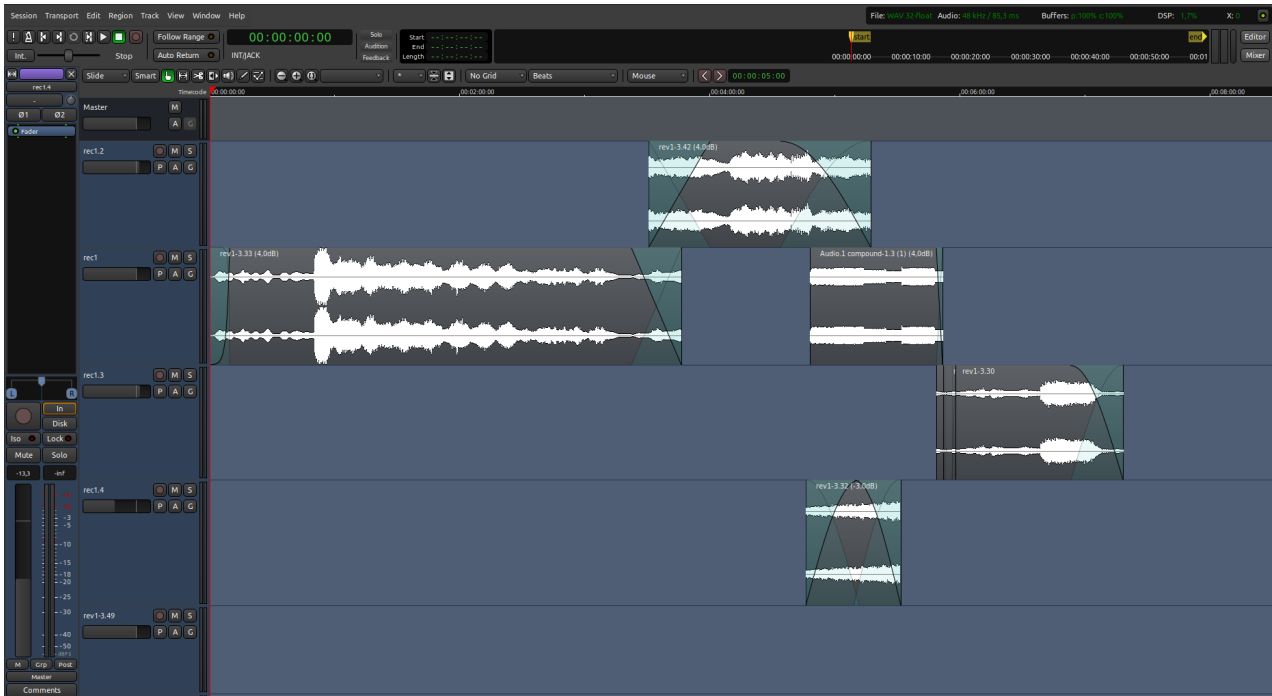 Session Transport Edit Region Track View Window Help
File: WAV 32-float Audio: 48 kHz / 85,3 ms Buffers: p:100% c:100% DSP: 1,7% X: 0
Follow Range 00:00:00:00 Solo Start --:--:--:-- start end Editor
Audition End --:--:--:--
Int. Stop Auto Return INT/JACK Feedback Length --:--:--:-- 00:00:00:00 00:00:10:00 00:00:20:00 00:00:30:00 00:00:40:00 00:00:50:00 00:01 Mixer
Slide Smart No Grid Beats Mouse 00:00:05:00
rec1.4 Timecode 00:00:00:00 00:02:00:00 00:04:00:00 00:06:00:00 00:08:00:00
-
Master M
A G
Ø1 Ø2
Fader
rec1.2 M S
P A G
rev1-3.42 (4,0dB)
rec1 M S
P A G
rev1-3.33 (4,0dB)
Audio.1 compound-1.3 (1) (4,0dB)
rec1.3 M S
P A G
rev1-3.30
L R
In
Disk
Iso Lock
Mute Solo
-13,3 -inf
rec1.4 M S
P A G
rev1-3.32 (-3,0dB)
-3
-5
-10
-15
-18
-20
-25
-30
-40
-50
dBFS
rev1-3.49 M S
P A G
M Grp Post
Master
Comments